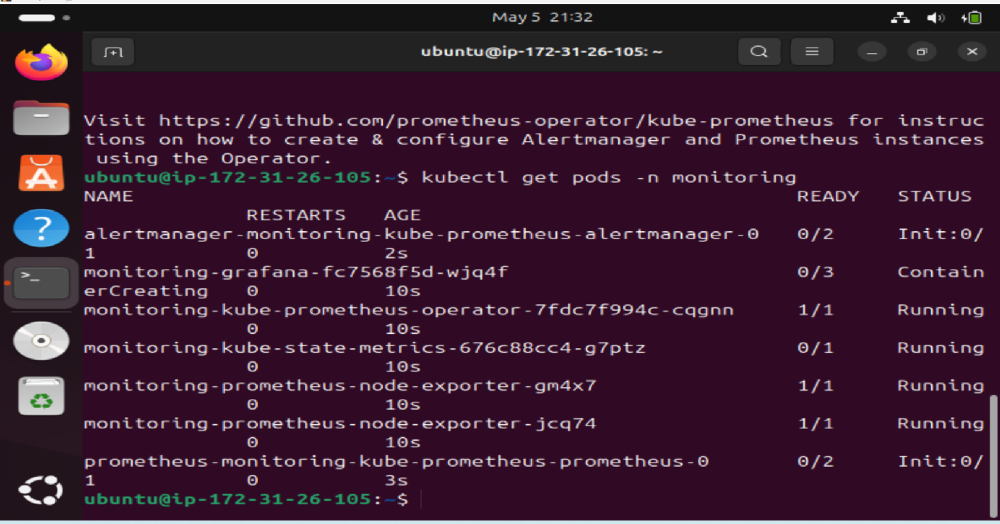 May 5 21:32
ubuntu@ip-172-31-26-105: ~
Visit https://github.com/prometheus-operator/kube-prometheus for instruc
tions on how to create & configure Alertmanager and Prometheus instances
using the Operator.
ubuntu@ip-172-31-26-105:~$ kubectl get pods -n monitoring
NAME READY STATUS
RESTARTS AGE
alertmanager-monitoring-kube-prometheus-alertmanager-0 0/2 Init:0/
1 0 2s
monitoring-grafana-fc7568f5d-wjq4f 0/3 Contain
erCreating 0 10s
monitoring-kube-prometheus-operator-7fdc7f994c-cqgnn 1/1 Running
0 10s
monitoring-kube-state-metrics-676c88cc4-g7ptz 0/1 Running
0 10s
monitoring-prometheus-node-exporter-gm4x7 1/1 Running
0 10s
monitoring-prometheus-node-exporter-jcq74 1/1 Running
0 10s
prometheus-monitoring-kube-prometheus-prometheus-0 0/2 Init:0/
1 0 3s
ubuntu@ip-172-31-26-105:~$